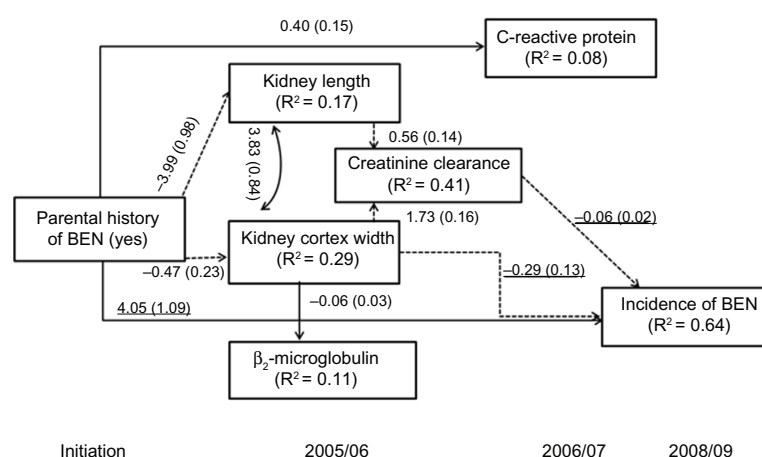 0.40 (0.15)
C-reactive protein
(R² = 0.08)
Kidney length
(R² = 0.17)
–3.99 (0.98)
3.83 (0.84)
0.56 (0.14)
Creatinine clearance
(R² = 0.41)
Parental history
of BEN (yes)
–0.47 (0.23)
Kidney cortex width
(R² = 0.29)
1.73 (0.16)
–0.06 (0.02)
–0.29 (0.13)
4.05 (1.09)
–0.06 (0.03)
Incidence of BEN
(R² = 0.64)
β₂-microglobulin
(R² = 0.11)
Initiation 2005/06 2006/07 2008/09